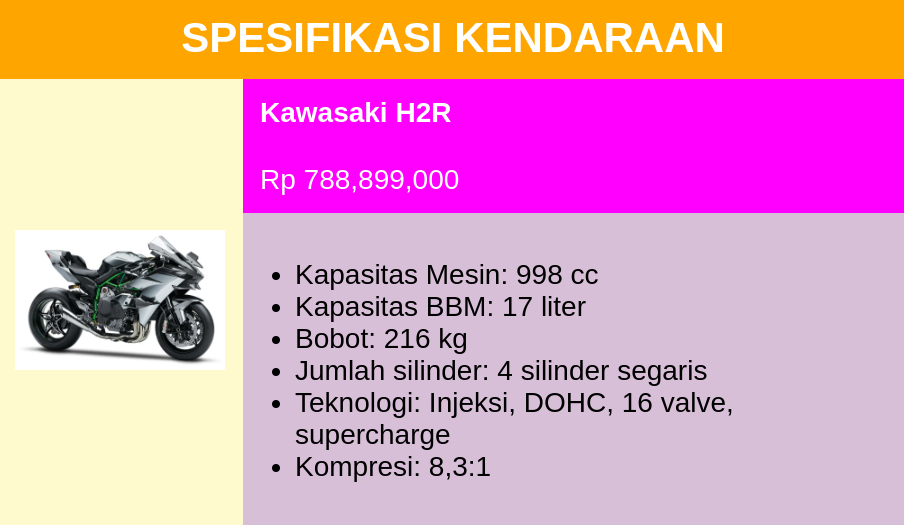 SPESIFIKASI KENDARAAN
Kawasaki H2R
Rp 788,899,000
• Kapasitas Mesin: 998 cc
• Kapasitas BBM: 17 liter
• Bobot: 216 kg
• Jumlah silinder: 4 silinder segaris
• Teknologi: Injeksi, DOHC, 16 valve,
supercharge
• Kompresi: 8,3:1